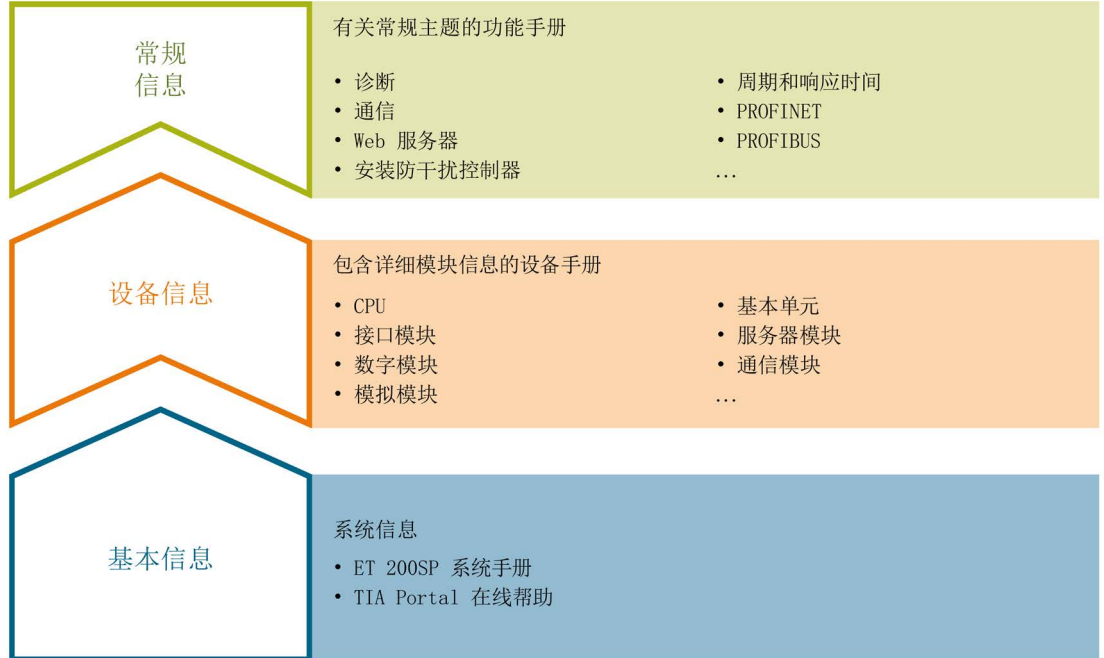 常规
信息
有关常规主题的功能手册
• 诊断
• 通信
• Web 服务器
• 安装防干扰控制器
• 周期和响应时间
• PROFINET
• PROFIBUS
...
设备信息
包含详细模块信息的设备手册
• CPU
• 接口模块
• 数字模块
• 模拟模块
• 基本单元
• 服务器模块
• 通信模块
...
基本信息
系统信息
• ET 200SP 系统手册
• TIA Portal 在线帮助